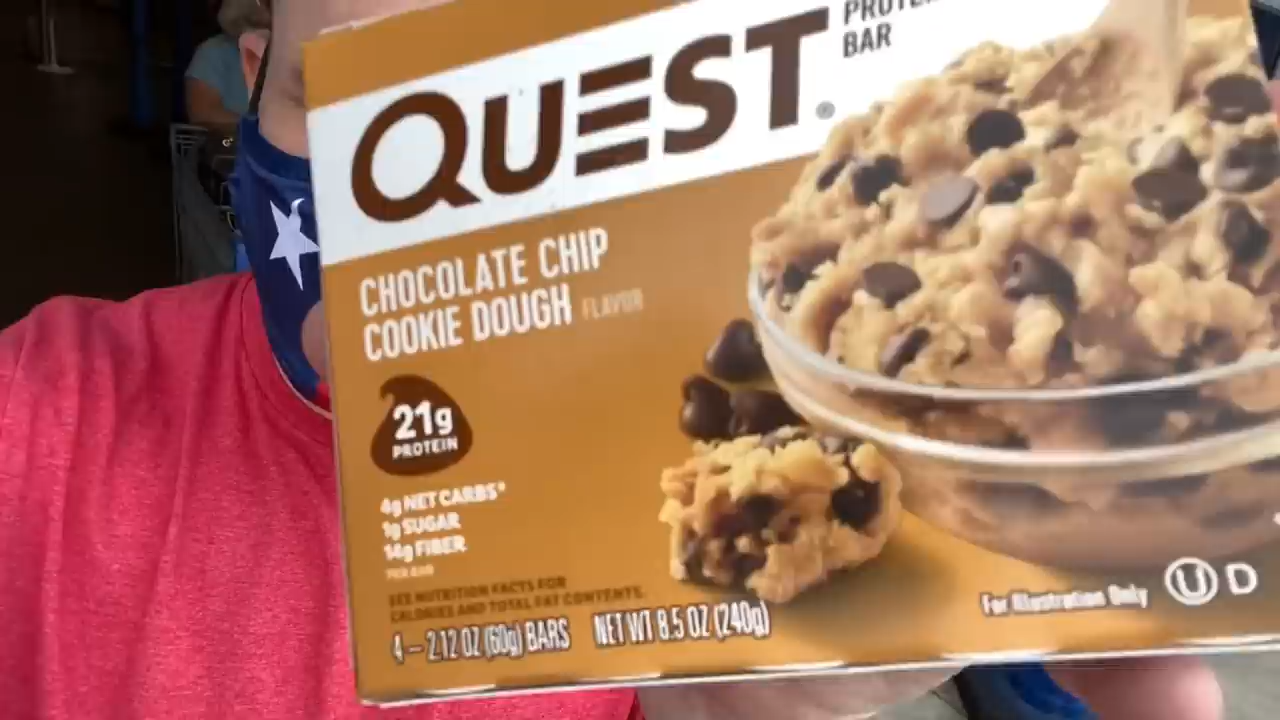 QUEST®
BAR
CHOCOLATE CHIP
COOKIE DOUGH FLAVOR
21g
PROTEIN
4g NET CARBS*
1g SUGAR
14g FIBER
PER BAR
SEE NUTRITION FACTS FOR
CALORIES AND TOTAL FAT CONTENTS.
4 – 2.12 OZ (60g) BARS NET WT 8.5 OZ (240g)
For Illustration Only
U D